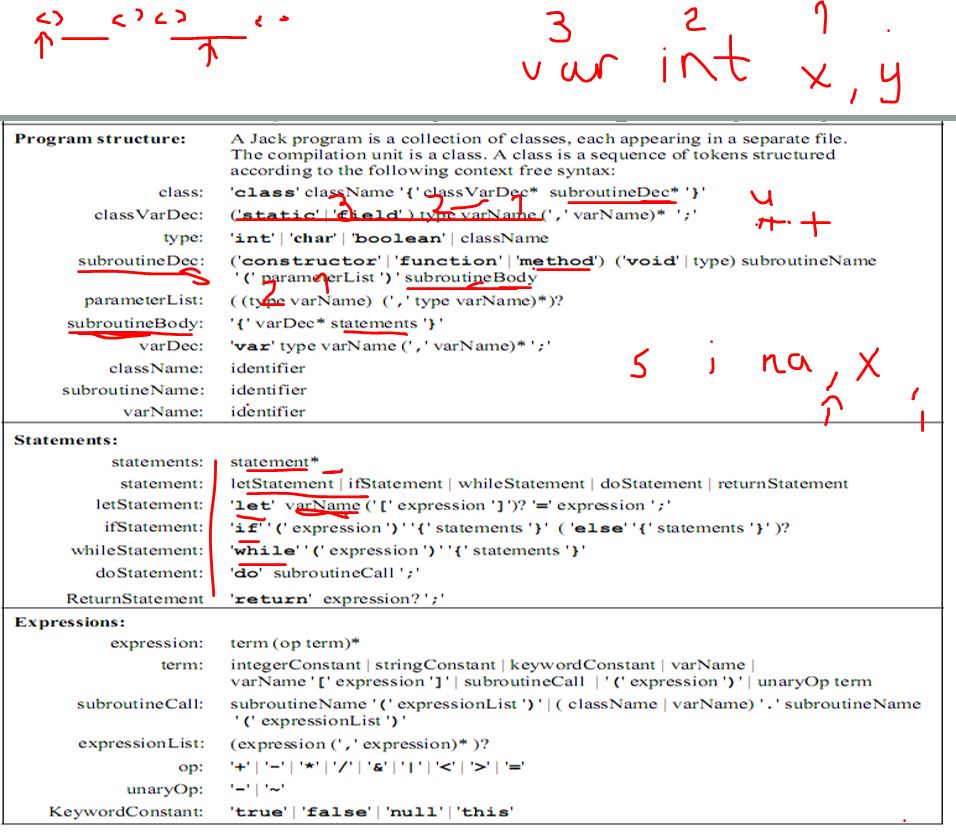 <> <> <>
3 2 1
var int x, y
Program structure: A Jack program is a collection of classes, each appearing in a separate file.
The compilation unit is a class. A class is a sequence of tokens structured
according to the following context free syntax:
class: 'class' className '{' classVarDec* subroutineDec* '}'
3 2 1 4
classVarDec: ('static' | 'field') type varName (',' varName)* ';'
type: 'int' | 'char' | 'boolean' | className
subroutineDec: ('constructor' | 'function' | 'method') ('void' | type) subroutineName
'(' parameterList ')' subroutineBody
2 1
parameterList: ( (type varName) (',' type varName)*)?
subroutineBody: '{' varDec* statements '}'
varDec: 'var' type varName (',' varName)* ';'
s i na, x ;
className: identifier
subroutineName: identifier
varName: identifier
Statements:
statements: statement*
statement: letStatement | ifStatement | whileStatement | doStatement | returnStatement
letStatement: 'let' varName ('[' expression ']')? '=' expression ';'
ifStatement: 'if' '(' expression ')' '{' statements '}' ( 'else' '{' statements '}' )?
whileStatement: 'while' '(' expression ')' '{' statements '}'
doStatement: 'do' subroutineCall ';'
ReturnStatement 'return' expression? ';'
Expressions:
expression: term (op term)*
term: integerConstant | stringConstant | keywordConstant | varName |
varName '[' expression ']' | subroutineCall | '(' expression ')' | unaryOp term
subroutineCall: subroutineName '(' expressionList ')' | ( className | varName) '.' subroutineName
'(' expressionList ')'
expressionList: (expression (',' expression)* )?
op: '+' | '-' | '*' | '/' | '&' | '|' | '<' | '>' | '='
unaryOp: '-' | '~'
KeywordConstant: 'true' | 'false' | 'null' | 'this'